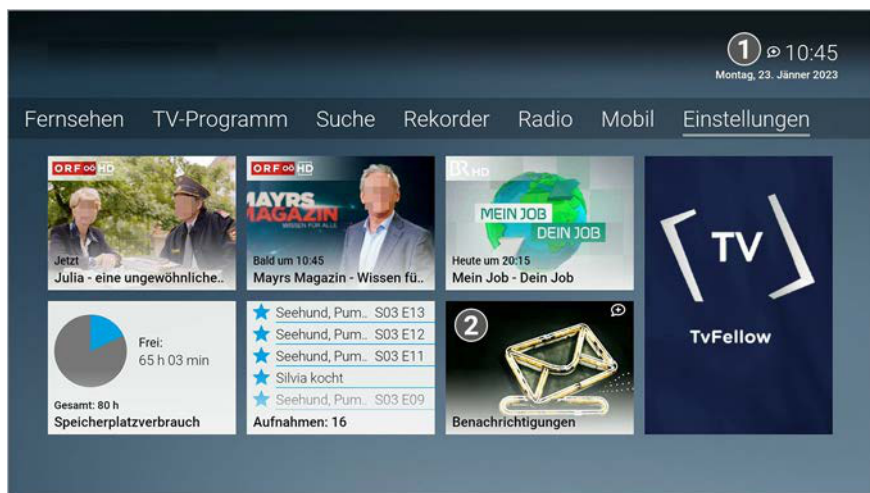 1 10:45
Montag, 23. Jänner 2023
Fernsehen TV-Programm Suche Rekorder Radio Mobil Einstellungen
ORF OÖ HD
Jetzt
Julia - eine ungewöhnliche..
ORF OÖ HD
MAYRS
MAGAZIN
WISSEN FÜR ALLE
Bald um 10:45
Mayrs Magazin - Wissen fü..
BR HD
MEIN JOB
DEIN JOB
Heute um 20:15
Mein Job - Dein Job
TV
TvFellow
Frei:
65 h 03 min
Gesamt: 80 h
Speicherplatzverbrauch
Seehund, Pum.. S03 E13
Seehund, Pum.. S03 E12
Seehund, Pum.. S03 E11
Silvia kocht
Seehund, Pum.. S03 E09
Aufnahmen: 16
2
Benachrichtigungen